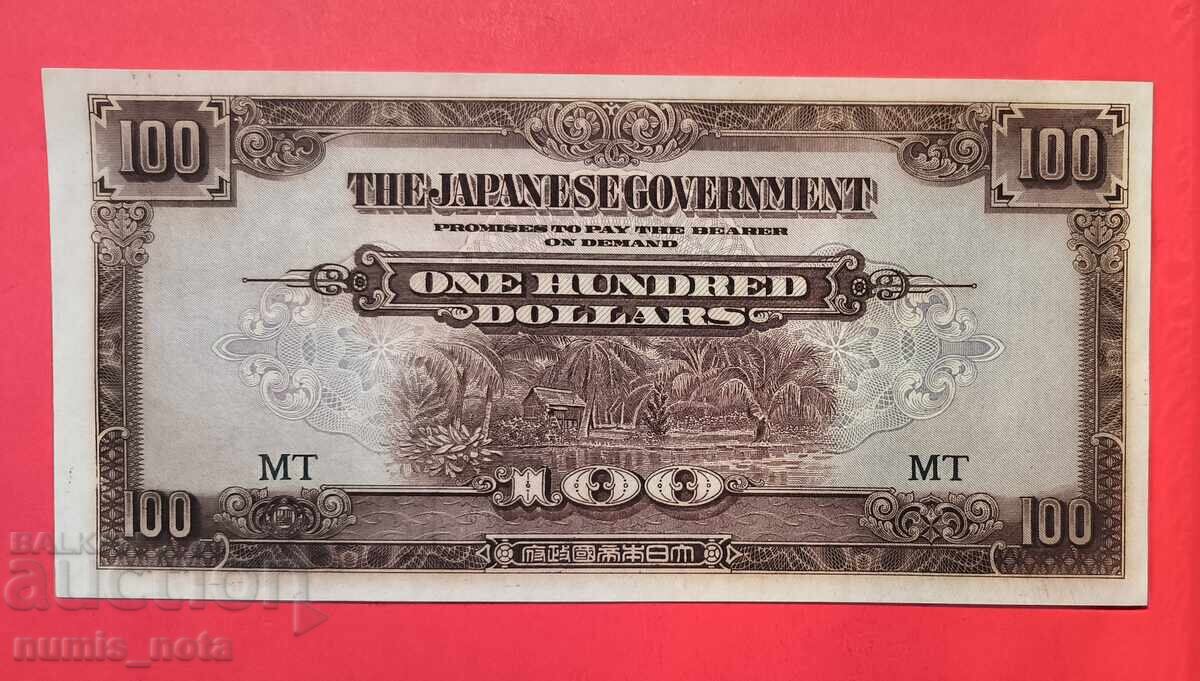 100 100
THE JAPANESE GOVERNMENT
PROMISES TO PAY THE BEARER
ON DEMAND
ONE HUNDRED
DOLLARS
MT MT
100
100 100
府政國帝本日大
BALK
auction
numis_nota